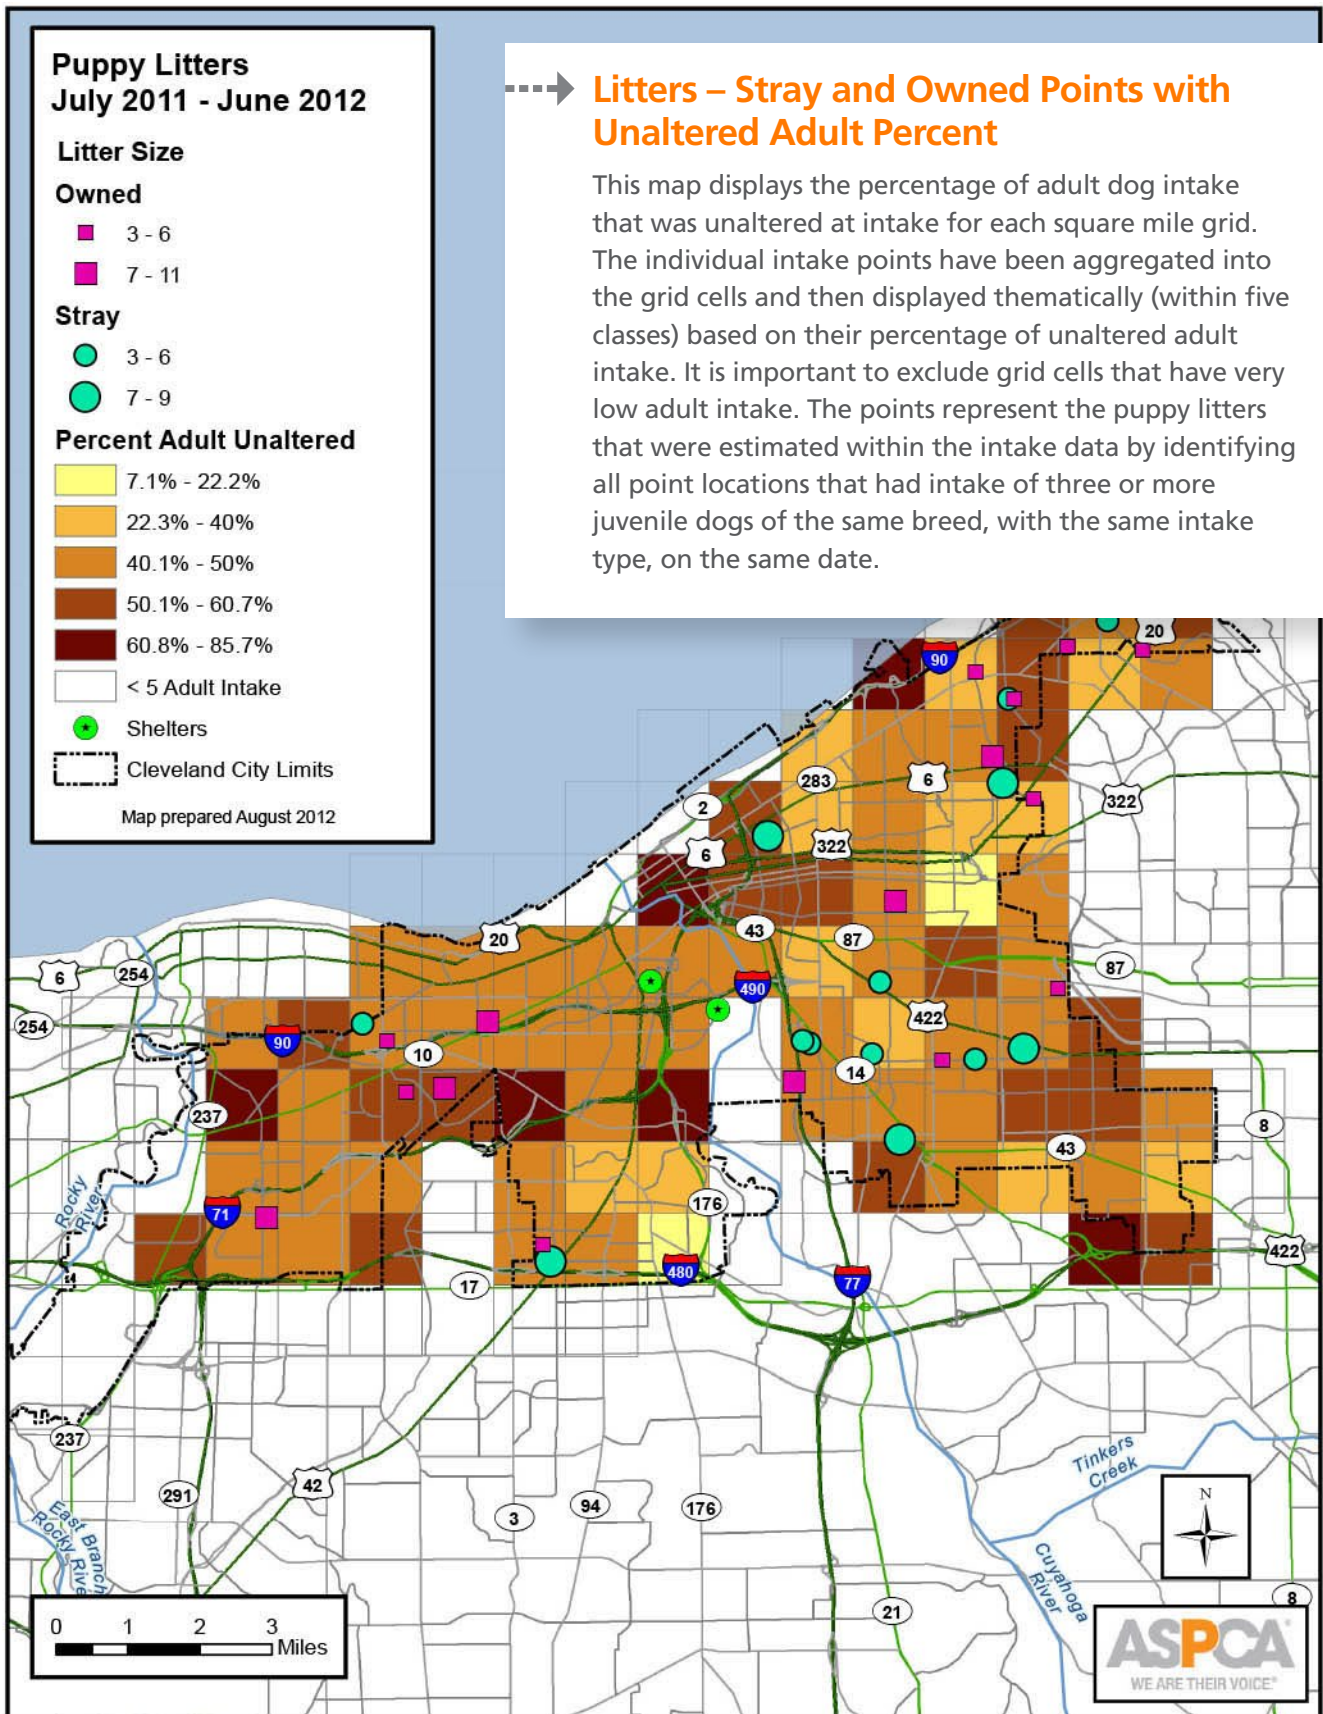 Puppy Litters
July 2011 - June 2012
Litter Size
Owned
3 - 6
7 - 11
Stray
3 - 6
7 - 9
Percent Adult Unaltered
7.1% - 22.2%
22.3% - 40%
40.1% - 50%
50.1% - 60.7%
60.8% - 85.7%
< 5 Adult Intake
Shelters
Cleveland City Limits
Map prepared August 2012
Litters – Stray and Owned Points with
Unaltered Adult Percent
This map displays the percentage of adult dog intake
that was unaltered at intake for each square mile grid.
The individual intake points have been aggregated into
the grid cells and then displayed thematically (within five
classes) based on their percentage of unaltered adult
intake. It is important to exclude grid cells that have very
low adult intake. The points represent the puppy litters
that were estimated within the intake data by identifying
all point locations that had intake of three or more
juvenile dogs of the same breed, with the same intake
type, on the same date.
20
90
283
6
322
2
6
322
43
87
20
87
6
254
490
254
422
90
10
14
237
8
43
Rocky
River
176
71
422
480
17
77
237
Tinkers
Creek
42
291
94
176
3
N
East Branch
Rocky River
Cuyahoga
River
21
8
0 1 2 3
Miles
ASPCA®
WE ARE THEIR VOICE®